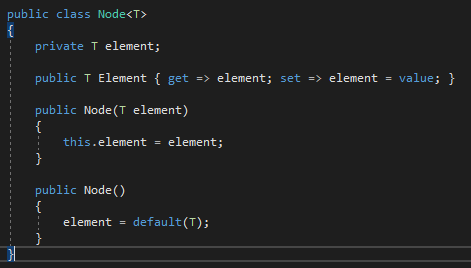 public class Node<T>
{
    private T element;
    public T Element { get => element; set => element = value; }
    public Node(T element)
    {
        this.element = element;
    }
    public Node()
    {
        element = default(T);
    }
}